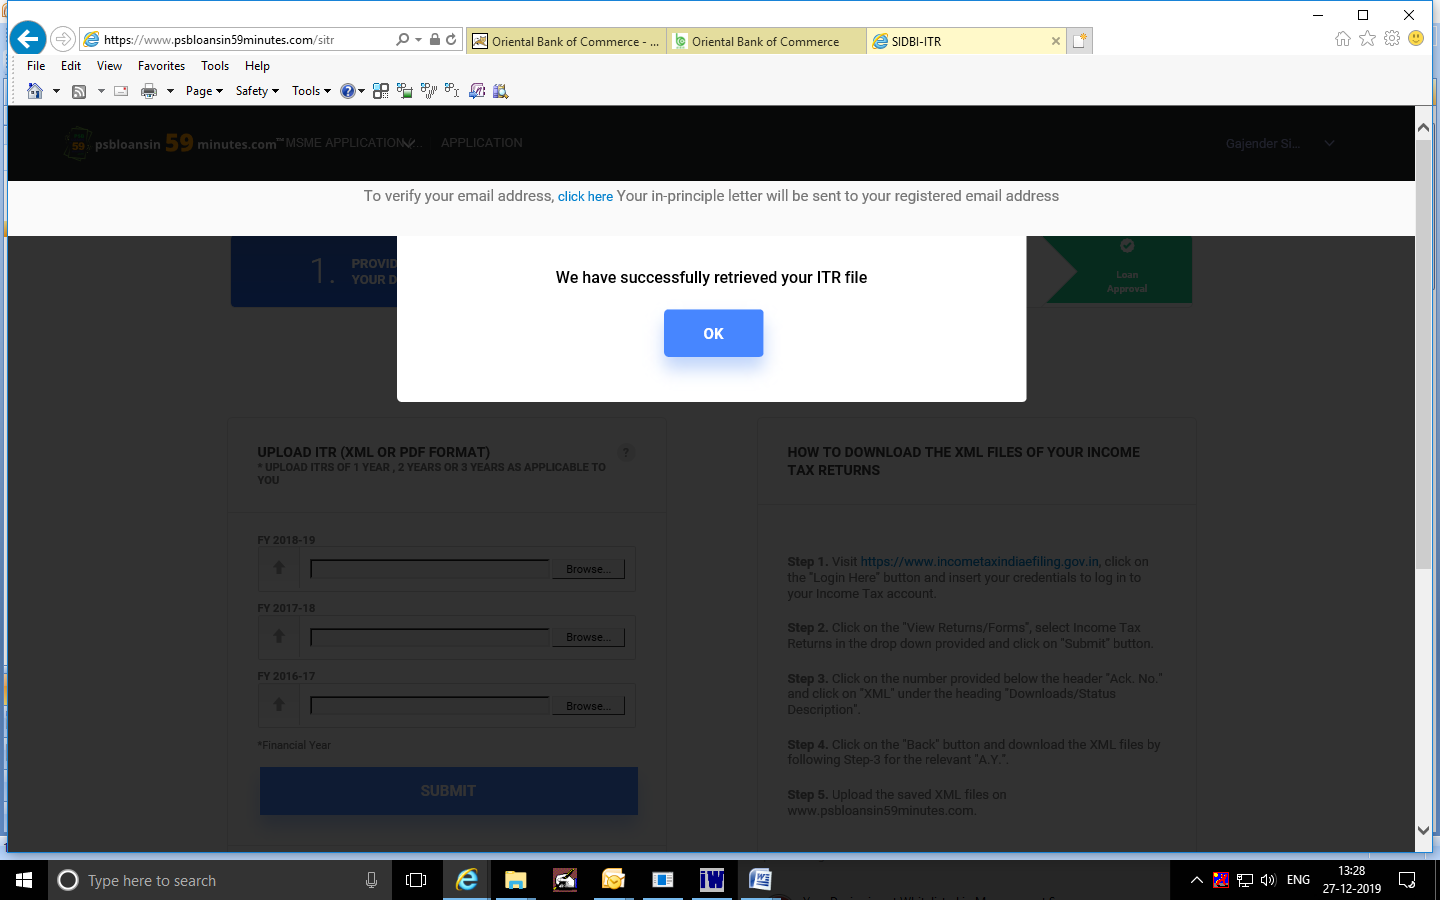 https://www.psbloansin59minutes.com/sitr
Oriental Bank of Commerce - ...
Oriental Bank of Commerce
SIDBI-ITR
File Edit View Favorites Tools Help
Page Safety Tools
psbloansin 59 minutes.com™
MSME APPLICATION ...
APPLICATION
Gajender Si...
To verify your email address, click here Your in-principle letter will be sent to your registered email address
1. PROVID
YOUR D
Loan
Approval
We have successfully retrieved your ITR file
OK
UPLOAD ITR (XML OR PDF FORMAT) ?
* UPLOAD ITRS OF 1 YEAR , 2 YEARS OR 3 YEARS AS APPLICABLE TO
YOU
FY 2018-19
Browse...
FY 2017-18
Browse...
FY 2016-17
Browse...
*Financial Year
SUBMIT
HOW TO DOWNLOAD THE XML FILES OF YOUR INCOME
TAX RETURNS
Step 1. Visit https://www.incometaxindiaefiling.gov.in, click on
the "Login Here" button and insert your credentials to log in to
your Income Tax account.
Step 2. Click on the "View Returns/Forms", select Income Tax
Returns in the drop down provided and click on "Submit" button.
Step 3. Click on the number provided below the header "Ack. No."
and click on "XML" under the heading "Downloads/Status
Description".
Step 4. Click on the "Back" button and download the XML files by
following Step-3 for the relevant "A.Y.".
Step 5. Upload the saved XML files on
www.psbloansin59minutes.com.
Type here to search
ENG
13:28
27-12-2019